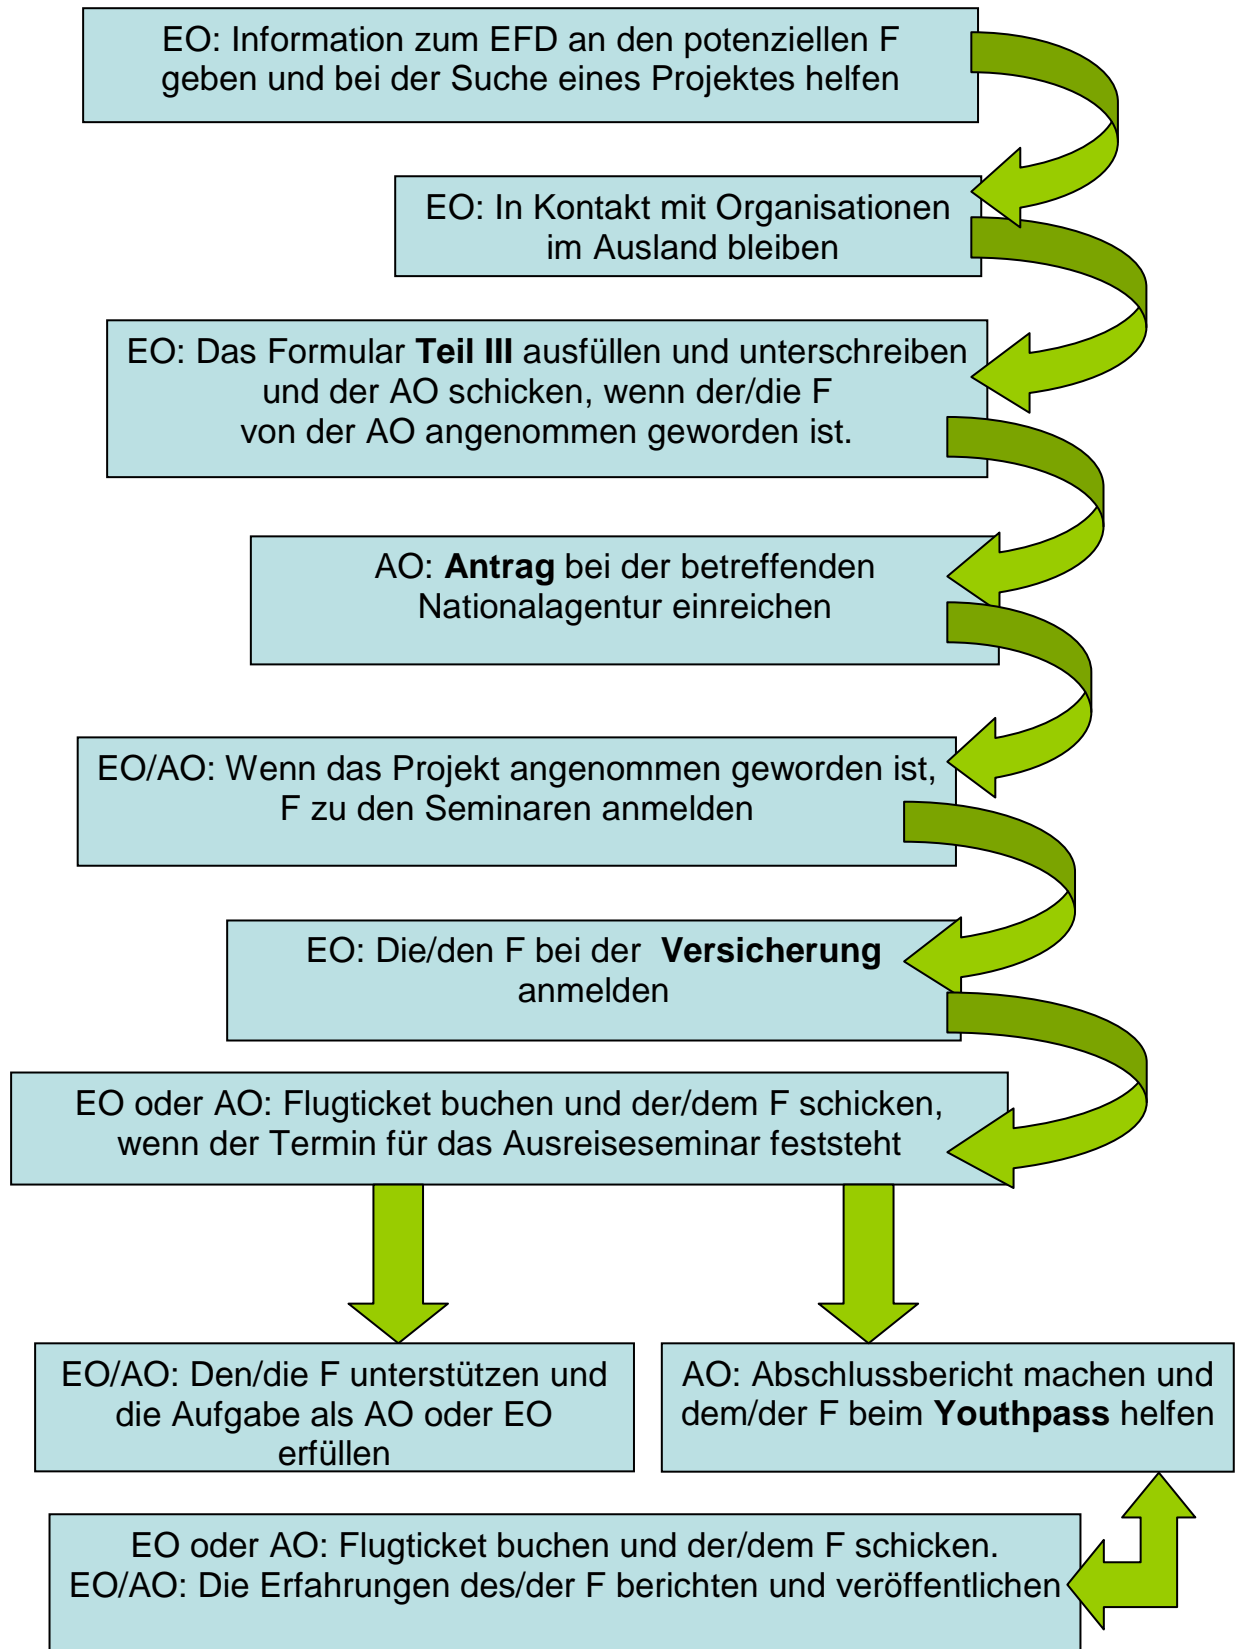 EO: Information zum EFD an den potenziellen F
geben und bei der Suche eines Projektes helfen
EO: In Kontakt mit Organisationen
im Ausland bleiben
EO: Das Formular Teil III ausfüllen und unterschreiben
und der AO schicken, wenn der/die F
von der AO angenommen geworden ist.
AO: Antrag bei der betreffenden
Nationalagentur einreichen
EO/AO: Wenn das Projekt angenommen geworden ist,
F zu den Seminaren anmelden
EO: Die/den F bei der Versicherung
anmelden
EO oder AO: Flugticket buchen und der/dem F schicken,
wenn der Termin für das Ausreiseseminar feststeht
EO/AO: Den/die F unterstützen und
die Aufgabe als AO oder EO
erfüllen
AO: Abschlussbericht machen und
dem/der F beim Youthpass helfen
EO oder AO: Flugticket buchen und der/dem F schicken.
EO/AO: Die Erfahrungen des/der F berichten und veröffentlichen